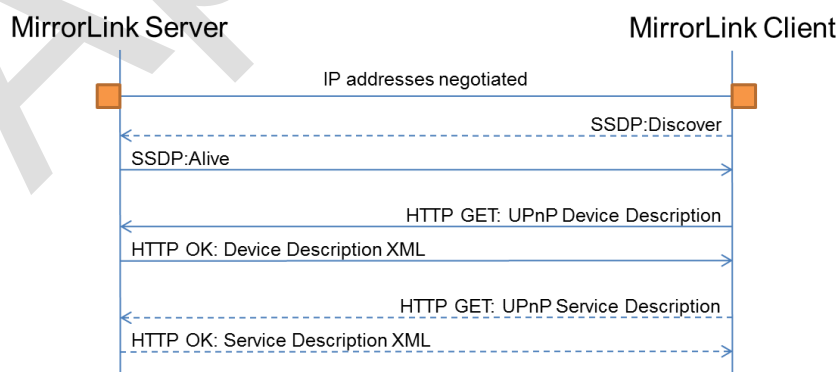 MirrorLink Server
MirrorLink Client
IP addresses negotiated
SSDP:Discover
SSDP:Alive
HTTP GET: UPnP Device Description
HTTP OK: Device Description XML
HTTP GET: UPnP Service Description
HTTP OK: Service Description XML